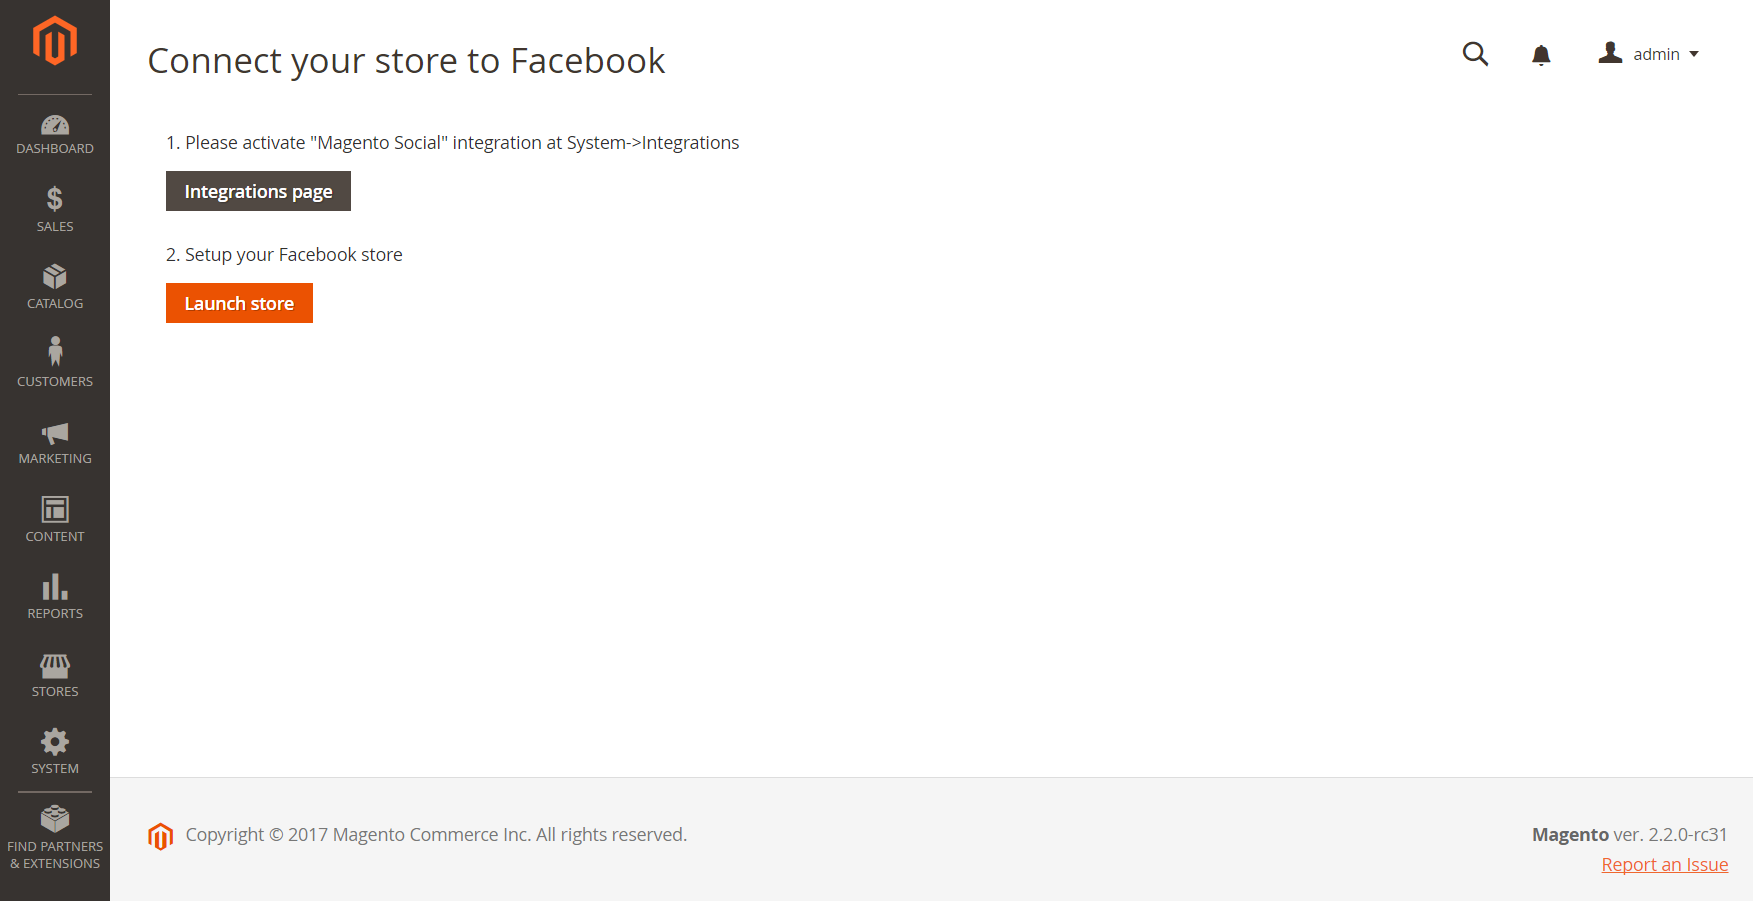 Connect your store to Facebook
admin
1. Please activate "Magento Social" integration at System->Integrations
Integrations page
2. Setup your Facebook store
Launch store
DASHBOARD
SALES
CATALOG
CUSTOMERS
MARKETING
CONTENT
REPORTS
STORES
SYSTEM
FIND PARTNERS
& EXTENSIONS
Copyright © 2017 Magento Commerce Inc. All rights reserved.
Magento ver. 2.2.0-rc31
Report an Issue